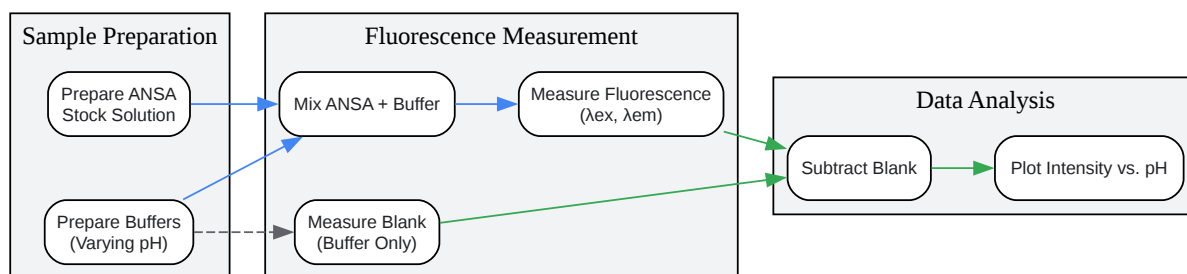 Sample Preparation
Prepare ANSA
Stock Solution
Prepare Buffers
(Varying pH)
Fluorescence Measurement
Mix ANSA + Buffer
Measure Fluorescence
(λex, λem)
Measure Blank
(Buffer Only)
Data Analysis
Subtract Blank
Plot Intensity vs. pH